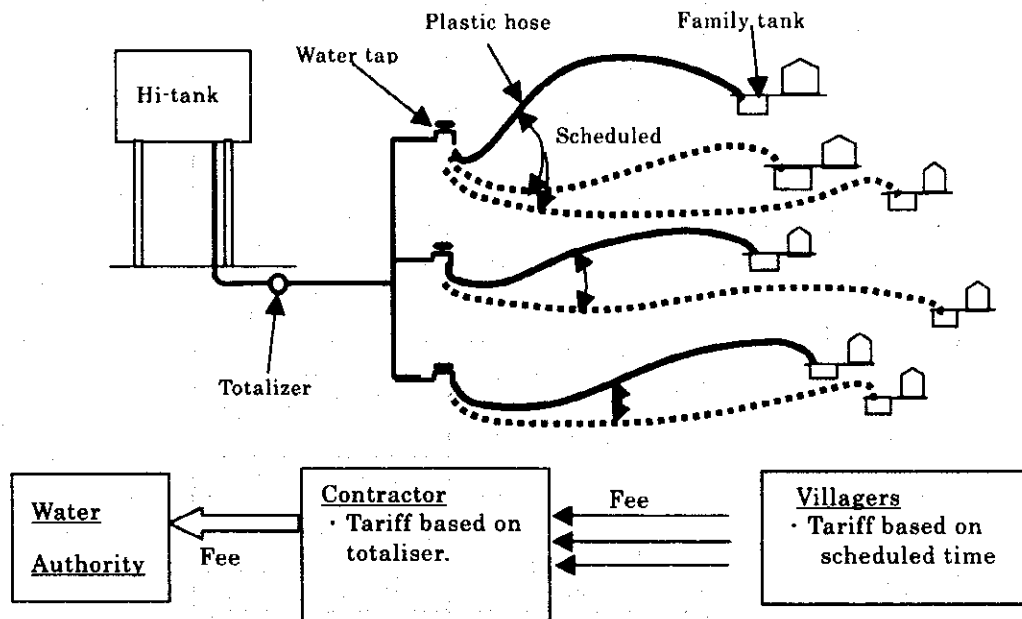 Plastic hose
Family tank
Water tap
Hi-tank
Scheduled
Totalizer
Water
Authority
Fee
Contractor
· Tariff based on
totaliser.
Fee
Villagers
· Tariff based on
scheduled time